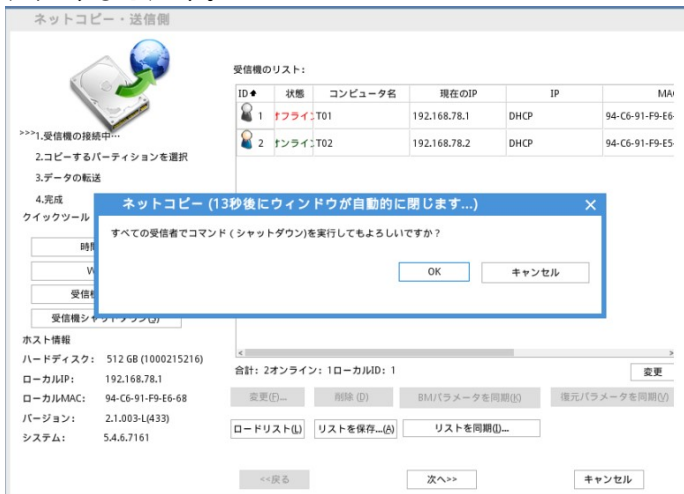 ネットコピー・送信側
受信機のリスト:
ID 状態 コンピュータ名 現在のIP IP
1 オフライン T01 192.168.78.1 DHCP 94-C6-91-F9-E6-
2 オンライン T02 192.168.78.2 DHCP 94-C6-91-F9-E5-
>>>1.受信機の接続中…
2.コピーするパーティションを選択
3.データの転送
4.完成
クイックツール
ネットコピー (13秒後にウィンドウが自動的に閉じます...)
すべての受信者でコマンド ( シャットダウン)を実行してもよろしいですか ?
OK キャンセル
ホスト情報
ハードディスク: 512 GB (1000215216)
ローカルIP: 192.168.78.1
ローカルMAC: 94-C6-91-F9-E6-68
バージョン: 2.1.003-L(433)
システム: 5.4.6.7161
合計: 2オンライン: 1ローカルID: 1
変更
変更(F)... 削除 (D) BMパラメータを同期(K) 復元パラメータを同期(V)
ロードリスト(L) リストを保存...(A) リストを同期(I)...
<<戻る 次へ>> キャンセル